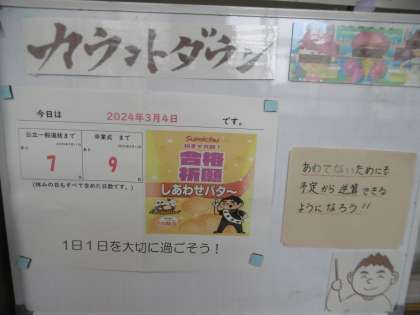 カウントダウン
今日は 2024年3月4日 です。
公立一般選抜まで 卒業式 まで
あと 7 あと 9
(休みの日もすべて含めた日数です。)
合格
祈願
しあわせバタ〜
1日1日を大切に過ごそう！
あわてないためにも
予定から逆算できる
ようになろう!!